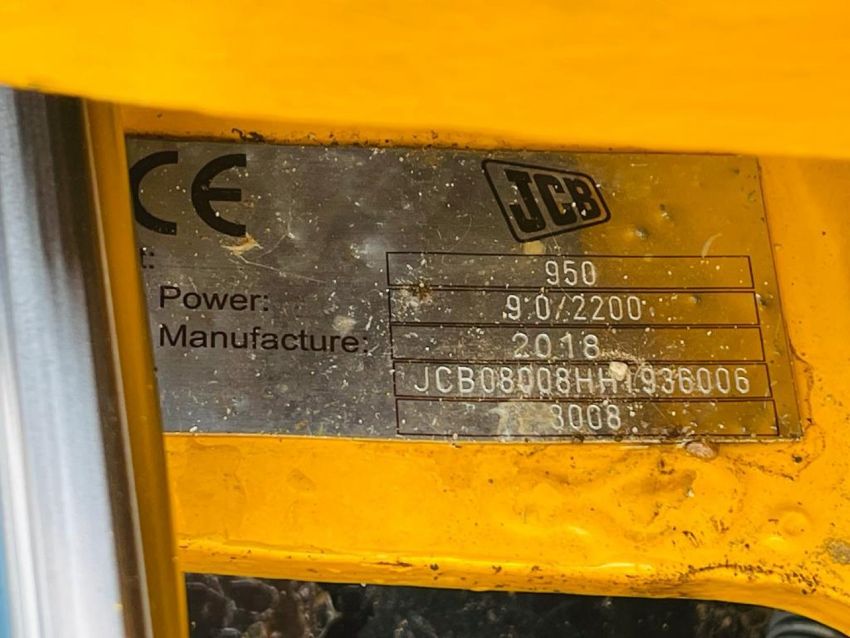 CE JCB
t: 950
Power: 9.0/2200
Manufacture: 2018
JCB08008HH1936006
3008